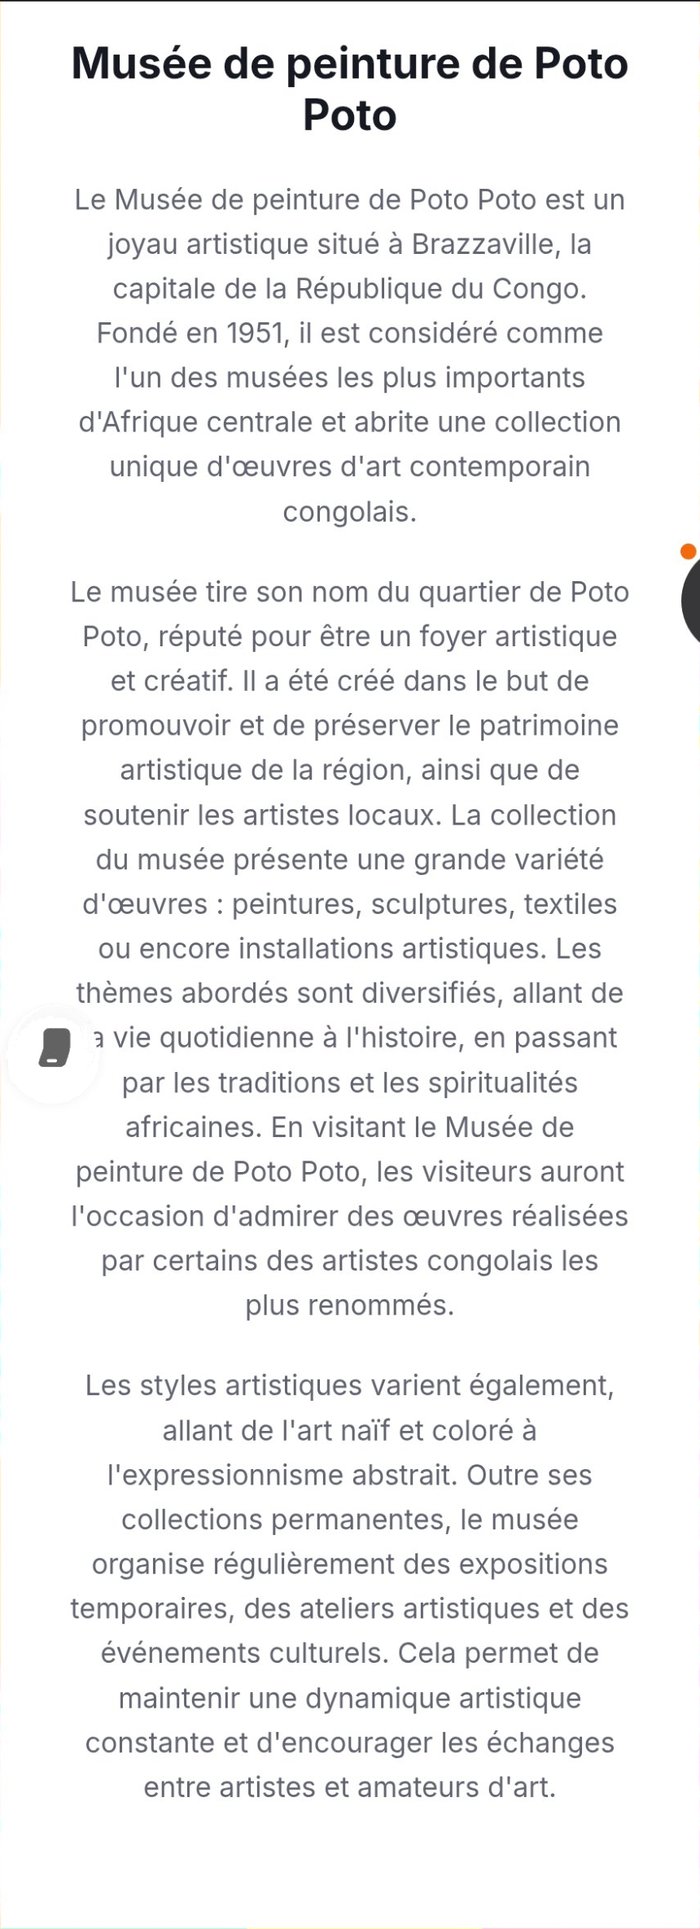 Musée de peinture de Poto
Poto
Le Musée de peinture de Poto Poto est un
joyau artistique situé à Brazzaville, la
capitale de la République du Congo.
Fondé en 1951, il est considéré comme
l'un des musées les plus importants
d'Afrique centrale et abrite une collection
unique d'œuvres d'art contemporain
congolais.
Le musée tire son nom du quartier de Poto
Poto, réputé pour être un foyer artistique
et créatif. Il a été créé dans le but de
promouvoir et de préserver le patrimoine
artistique de la région, ainsi que de
soutenir les artistes locaux. La collection
du musée présente une grande variété
d'œuvres : peintures, sculptures, textiles
ou encore installations artistiques. Les
thèmes abordés sont diversifiés, allant de
a vie quotidienne à l'histoire, en passant
par les traditions et les spiritualités
africaines. En visitant le Musée de
peinture de Poto Poto, les visiteurs auront
l'occasion d'admirer des œuvres réalisées
par certains des artistes congolais les
plus renommés.
Les styles artistiques varient également,
allant de l'art naïf et coloré à
l'expressionnisme abstrait. Outre ses
collections permanentes, le musée
organise régulièrement des expositions
temporaires, des ateliers artistiques et des
événements culturels. Cela permet de
maintenir une dynamique artistique
constante et d'encourager les échanges
entre artistes et amateurs d'art.